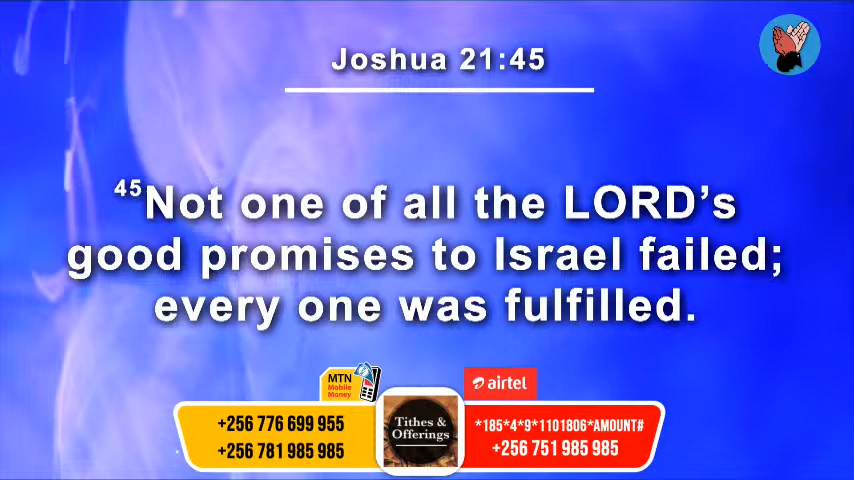 Joshua 21:45
45Not one of all the LORD's
good promises to Israel failed;
every one was fulfilled.
MTN
Mobile
Money
airtel
+256 776 699 955
+256 781 985 985
Tithes &
Offerings
*185*4*9*1101806*AMOUNT#
+256 751 985 985